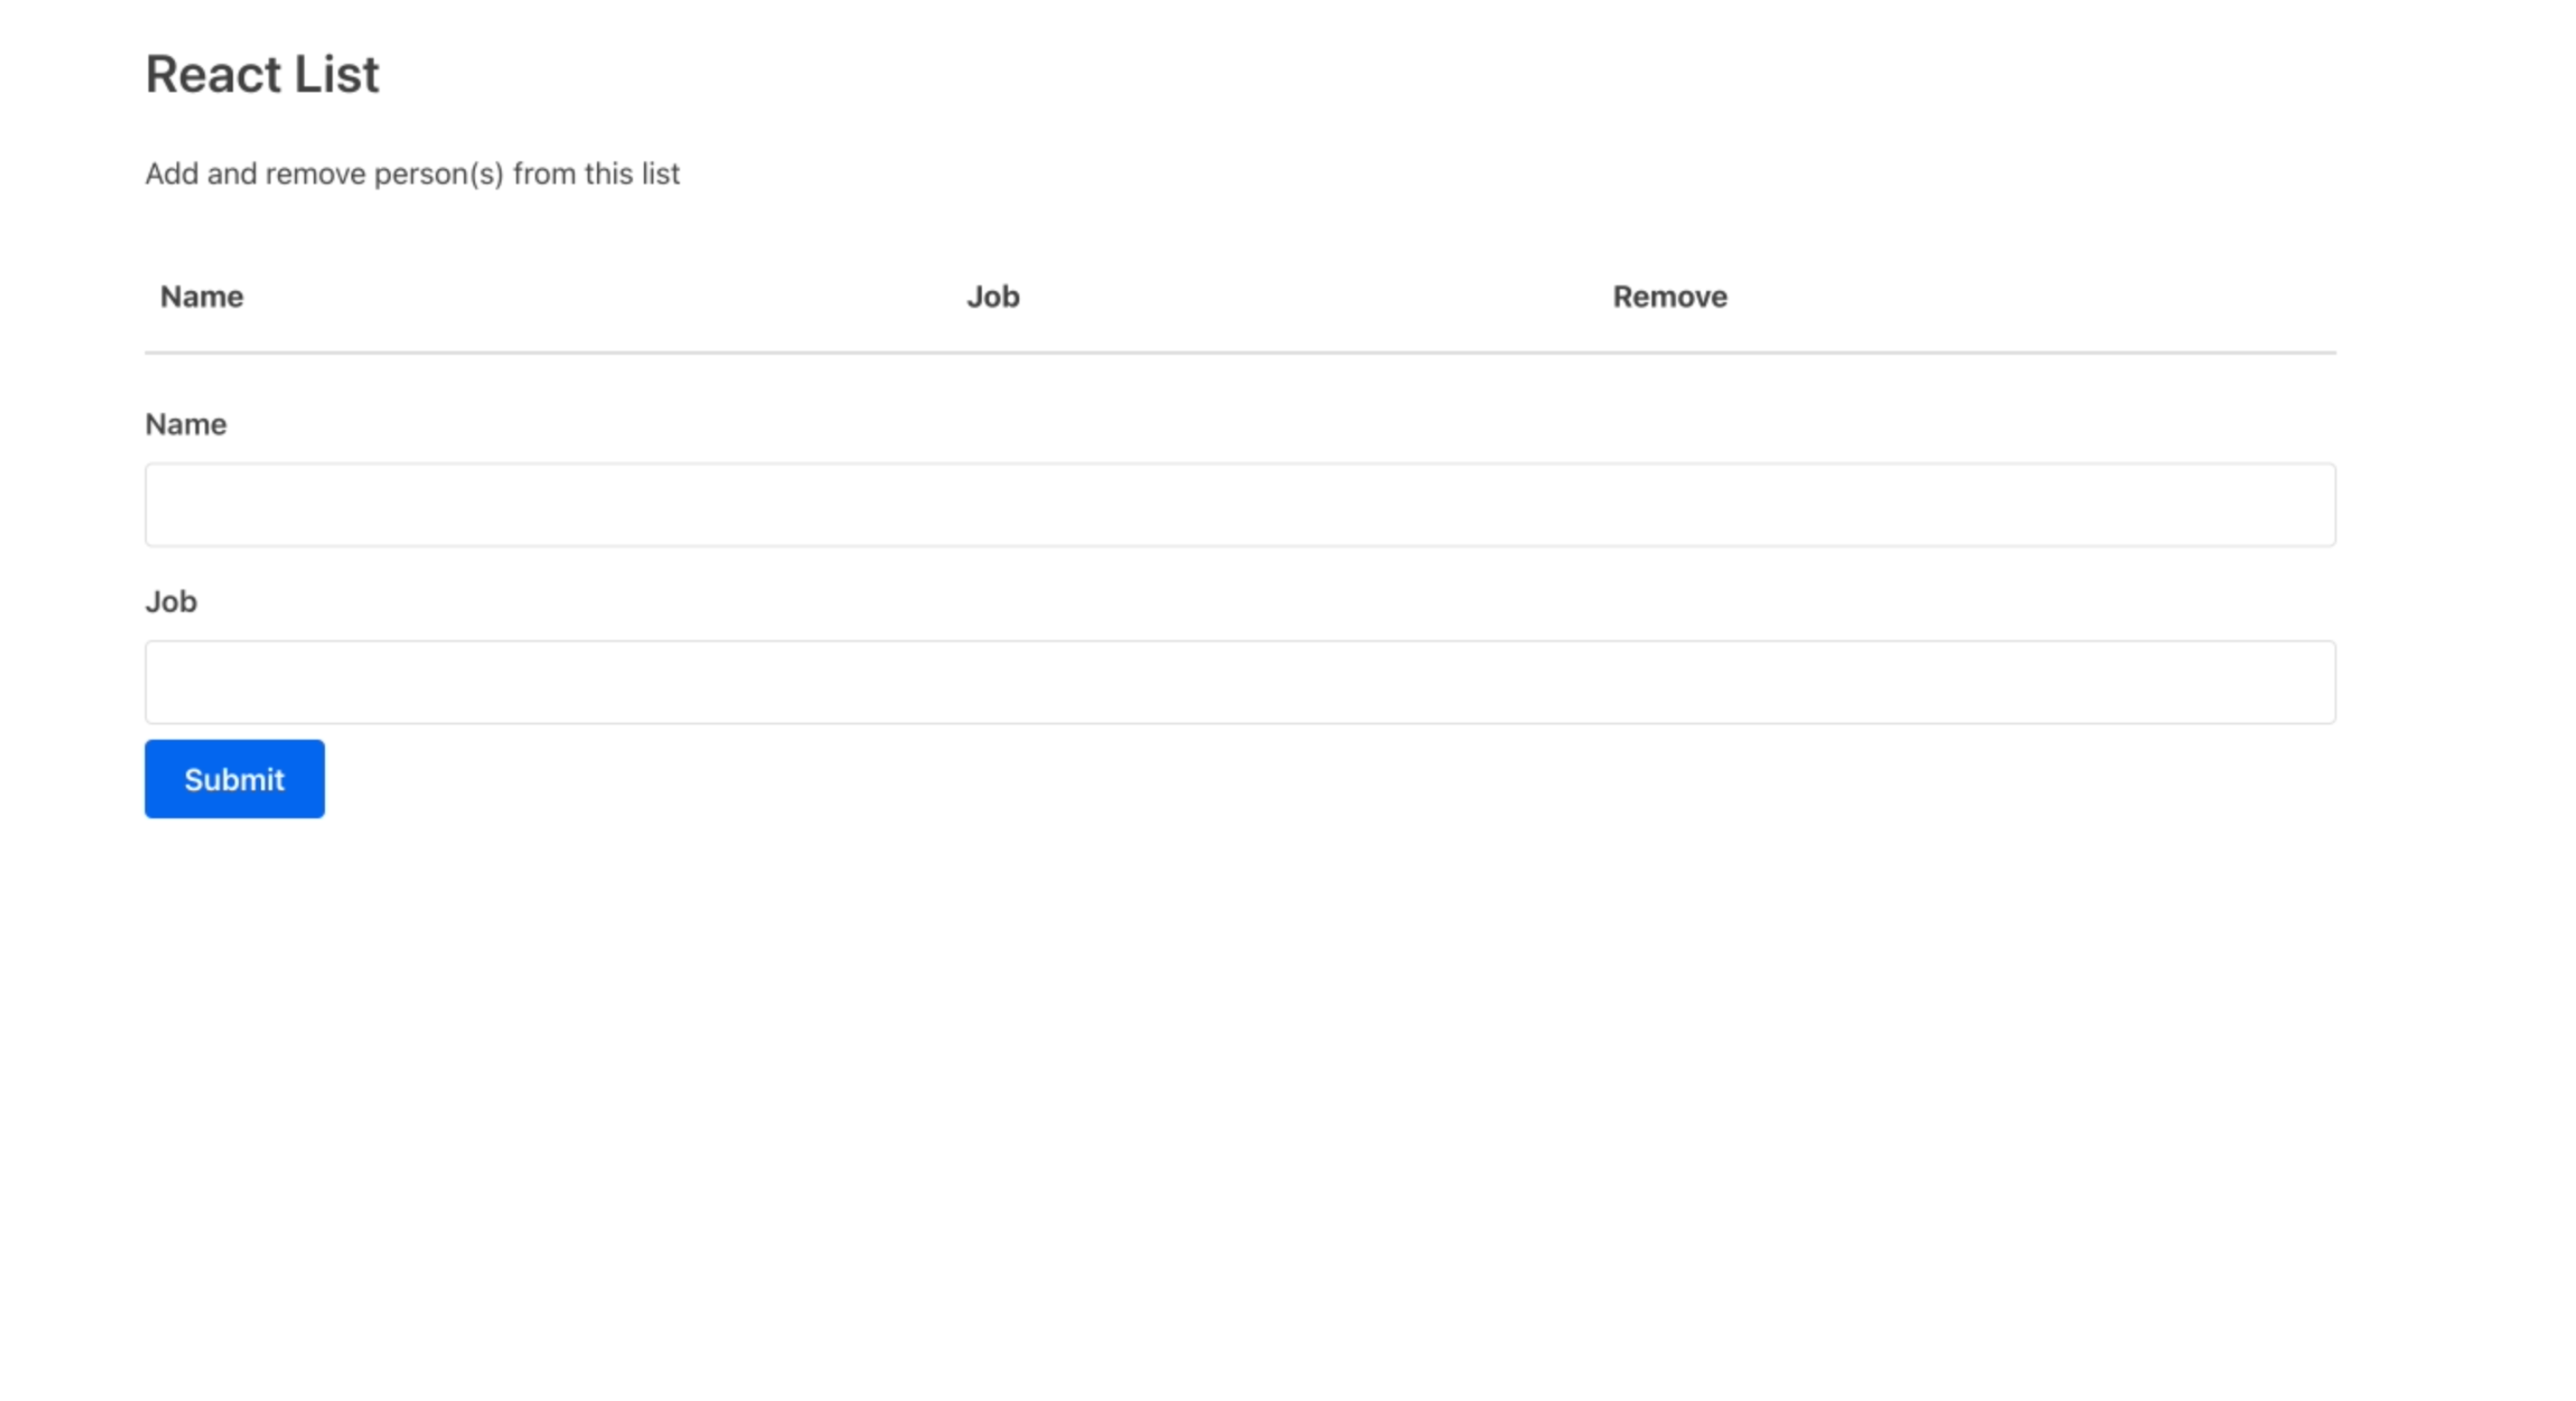 React List
Add and remove person(s) from this list
Name Job Remove
Name
Job
Submit